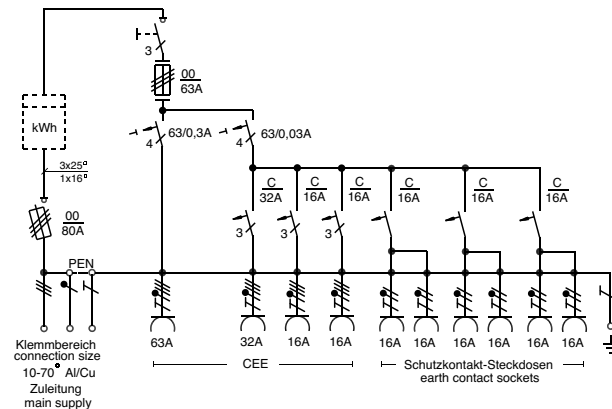 3
00
63A
kWh
63/0,3A
4
63/0,03A
4
3x25□
1x16□
C
32A
C
16A
C
16A
C
16A
C
16A
C
16A
00
80A
3
3
3
PEN
63A
32A
16A
16A
16A
16A
16A
16A
16A
16A
Klemmbereich
connection size
10-70□ Al/Cu
Zuleitung
main supply
CEE
Schutzkontakt-Steckdosen
earth contact sockets